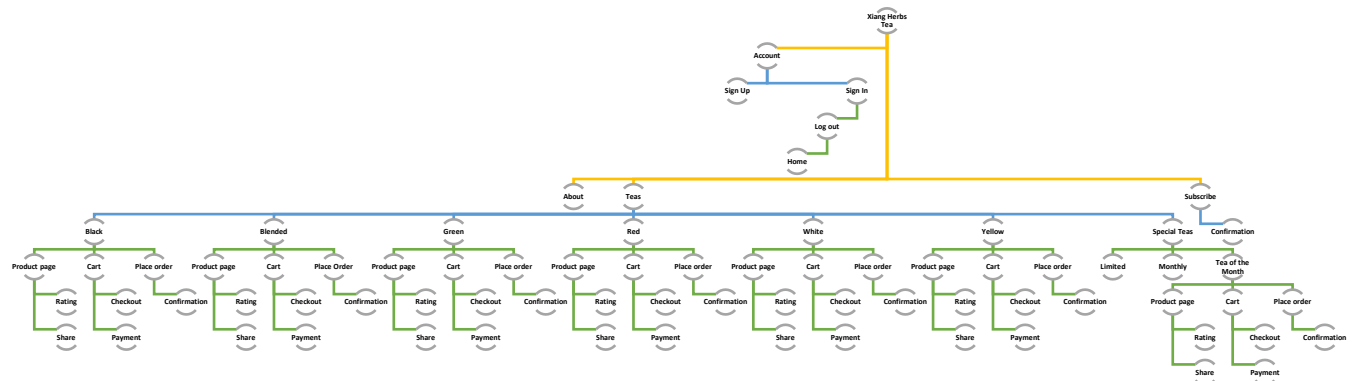 Xiang Herbs
Tea
Account
Sign Up
Sign In
Log out
Home
About
Teas
Subscribe
Black
Blended
Green
Red
White
Yellow
Special Teas
Confirmation
Product page
Cart
Place order
Product page
Cart
Place Order
Product page
Cart
Place order
Product page
Cart
Place order
Product page
Cart
Place order
Product page
Cart
Place order
Limited
Monthly
Tea of the
Month
Rating
Checkout
Confirmation
Rating
Checkout
Confirmation
Rating
Checkout
Confirmation
Rating
Checkout
Confirmation
Rating
Checkout
Confirmation
Rating
Checkout
Confirmation
Product page
Cart
Place order
Share
Payment
Share
Payment
Share
Payment
Share
Payment
Share
Payment
Share
Payment
Rating
Checkout
Confirmation
Share
Payment